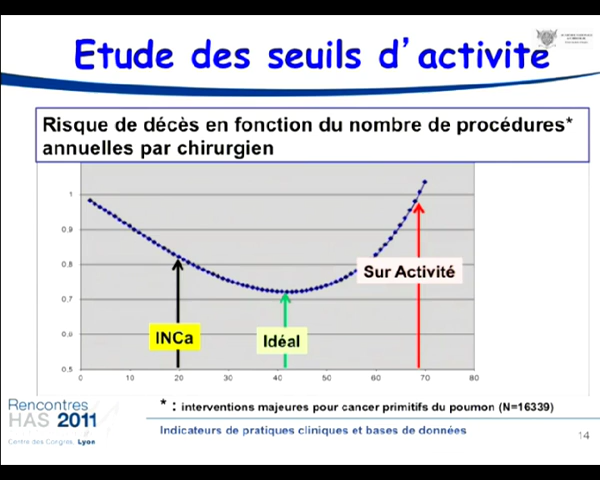 Etude des seuils d'activite
Risque de décès en fonction du nombre de procédures*
annuelles par chirurgien
1
0.9
0.8
0.7
0.6
0.5
0 10 20 30 40 50 60 70 80
Sur Activité
INCa
Idéal
* : interventions majeures pour cancer primitifs du poumon (N=16339)
Rencontres
HAS 2011
Centre des Congrès Lyon
Indicateurs de pratiques cliniques et bases de données
14